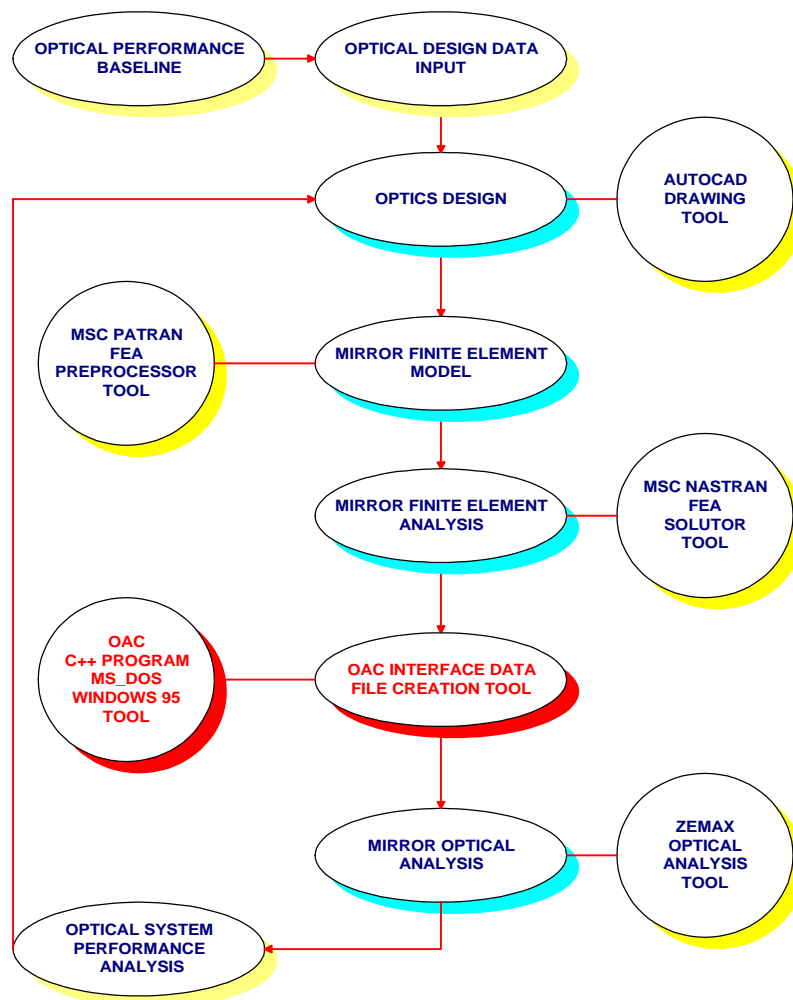 OPTICAL PERFORMANCE
BASELINE
OPTICAL DESIGN DATA
INPUT
OPTICS DESIGN
AUTOCAD
DRAWING
TOOL
MSC PATRAN
FEA
PREPROCESSOR
TOOL
MIRROR FINITE ELEMENT
MODEL
MIRROR FINITE ELEMENT
ANALYSIS
MSC NASTRAN
FEA
SOLUTOR
TOOL
OAC
C++ PROGRAM
MS_DOS
WINDOWS 95
TOOL
OAC INTERFACE DATA
FILE CREATION TOOL
MIRROR OPTICAL
ANALYSIS
ZEMAX
OPTICAL
ANALYSIS
TOOL
OPTICAL SYSTEM
PERFORMANCE
ANALYSIS